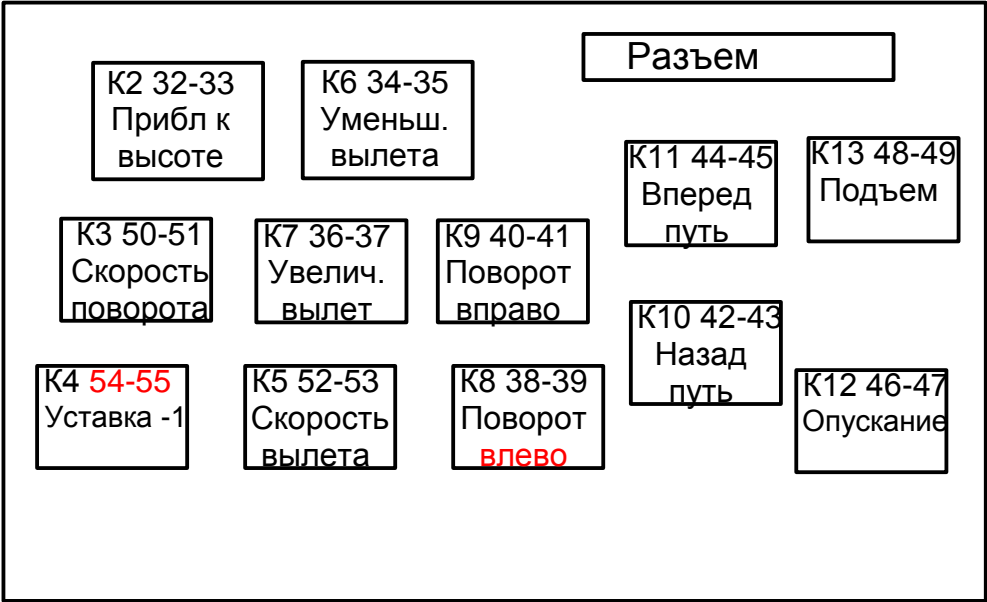 Разъем
К2 32-33
Прибл к
высоте
К6 34-35
Уменьш.
вылета
К11 44-45
Вперед
путь
К13 48-49
Подъем
К3 50-51
Скорость
поворота
К7 36-37
Увелич.
вылет
К9 40-41
Поворот
вправо
К10 42-43
Назад
путь
К4 54-55
Уставка -1
К5 52-53
Скорость
вылета
К8 38-39
Поворот
влево
К12 46-47
Опускание